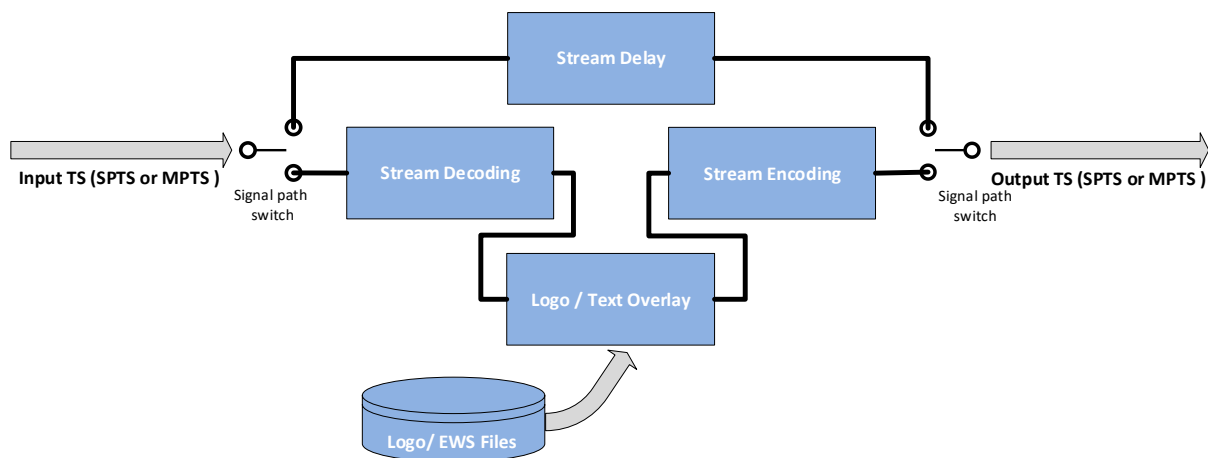 Stream Delay
Input TS (SPTS or MPTS )
Signal path
switch
Stream Decoding
Stream Encoding
Output TS (SPTS or MPTS )
Signal path
switch
Logo / Text Overlay
Logo/ EWS Files